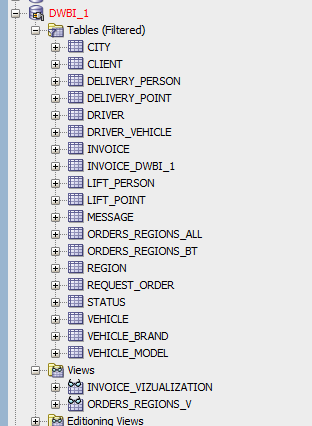 DWBI_1
Tables (Filtered)
CITY
CLIENT
DELIVERY_PERSON
DELIVERY_POINT
DRIVER
DRIVER_VEHICLE
INVOICE
INVOICE_DWBI_1
LIFT_PERSON
LIFT_POINT
MESSAGE
ORDERS_REGIONS_ALL
ORDERS_REGIONS_BT
REGION
REQUEST_ORDER
STATUS
VEHICLE
VEHICLE_BRAND
VEHICLE_MODEL
Views
INVOICE_VIZUALIZATION
ORDERS_REGIONS_V
Editioning Views